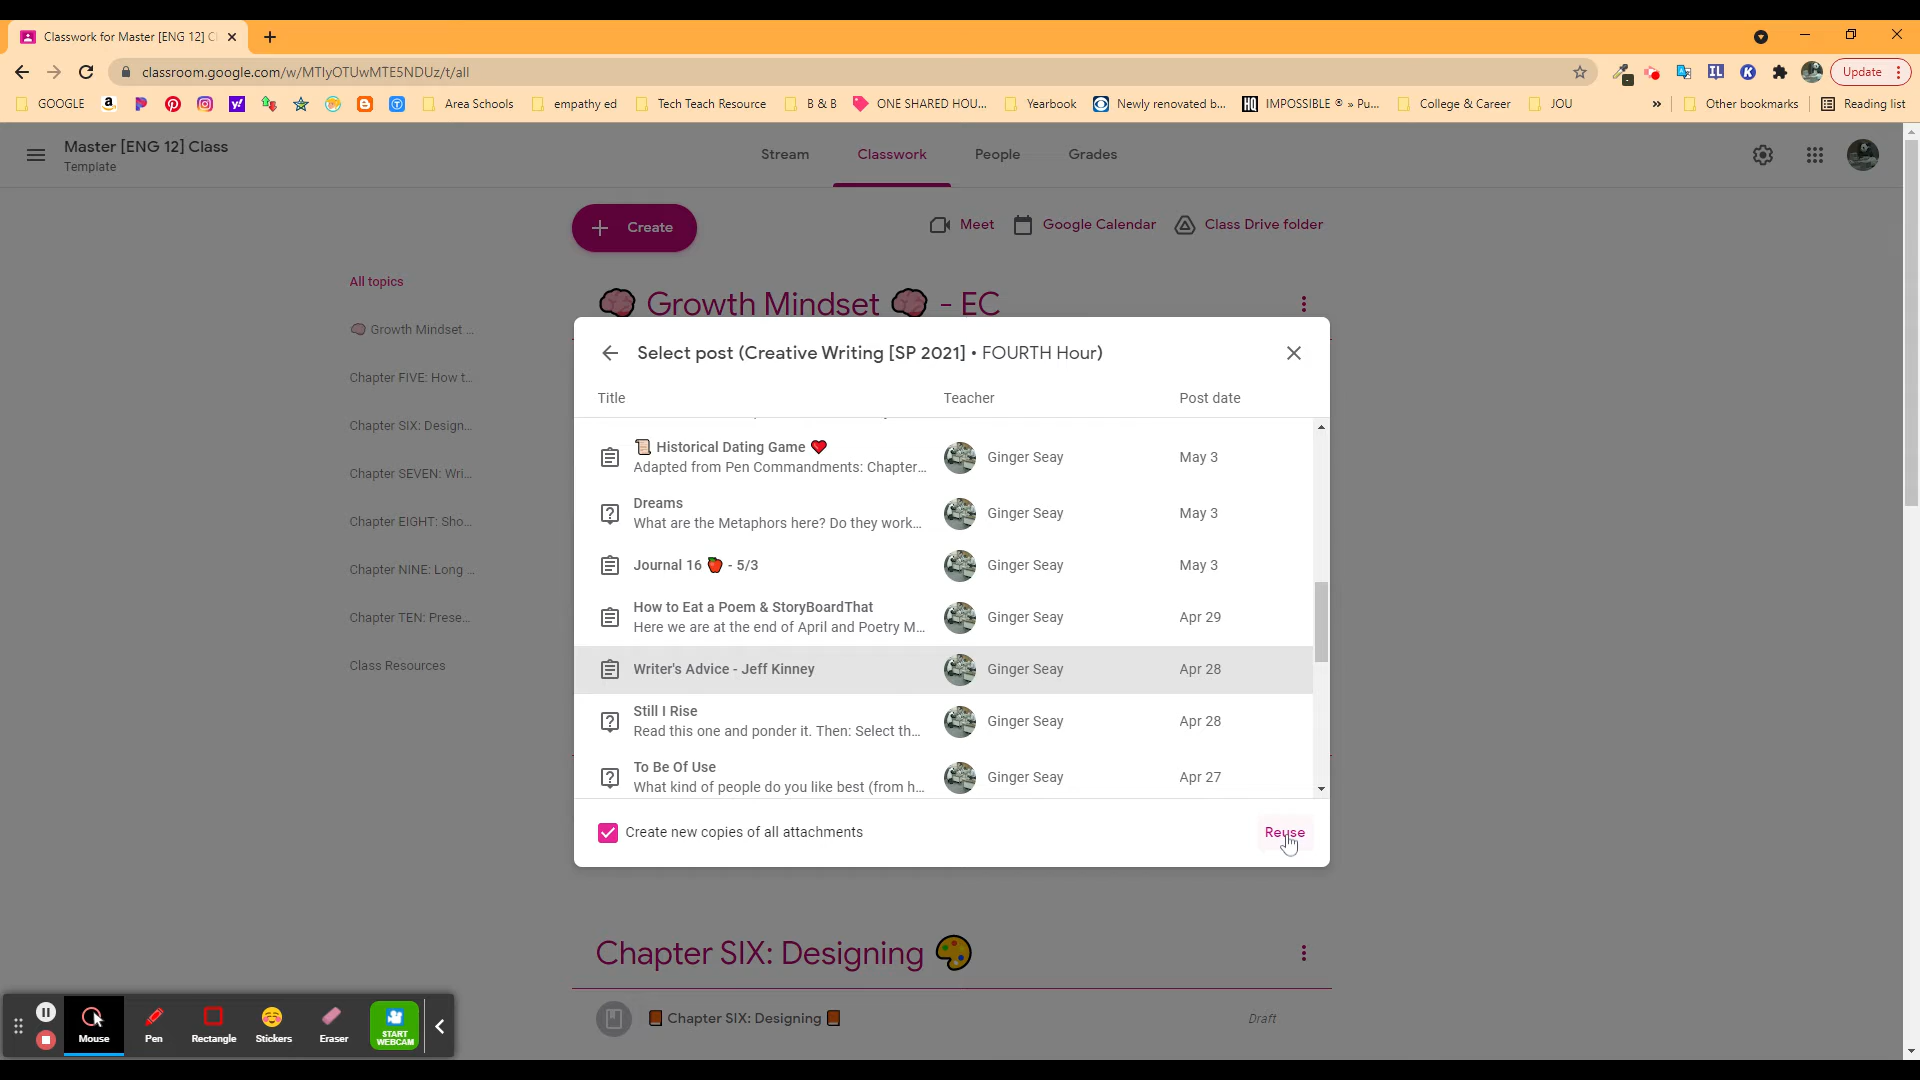 Classwork for Master [ENG 12] Cl
classroom.google.com/w/MTIyOTUwMTE5NDUz/t/all
Update
GOOGLE
Area Schools
empathy ed
Tech Teach Resource
B & B
ONE SHARED HOU...
Yearbook
Newly renovated b...
IMPOSSIBLE ® » Pu...
College & Career
JOU
»
Other bookmarks
Reading list
Master [ENG 12] Class
Template
Stream
Classwork
People
Grades
Create
Meet
Google Calendar
Class Drive folder
All topics
Growth Mindset ...
Chapter FIVE: How t...
Chapter SIX: Design...
Chapter SEVEN: Wri...
Chapter EIGHT: Sho...
Chapter NINE: Long ...
Chapter TEN: Prese...
Class Resources
🧠 Growth Mindset 🧠 - EC
Select post (Creative Writing [SP 2021] • FOURTH Hour)
Title Teacher Post date
📜 Historical Dating Game ❤️
Adapted from Pen Commandments: Chapter...
Ginger Seay
May 3
Dreams
What are the Metaphors here? Do they work...
Ginger Seay
May 3
Journal 16 🍎 - 5/3
Ginger Seay
May 3
How to Eat a Poem & StoryBoardThat
Here we are at the end of April and Poetry M...
Ginger Seay
Apr 29
Writer's Advice - Jeff Kinney
Ginger Seay
Apr 28
Still I Rise
Read this one and ponder it. Then: Select th...
Ginger Seay
Apr 28
To Be Of Use
What kind of people do you like best (from h...
Ginger Seay
Apr 27
Create new copies of all attachments
Reuse
Chapter SIX: Designing 🎨
📙 Chapter SIX: Designing 📙
Draft
Mouse
Pen
Rectangle
Stickers
Eraser
START
WEBCAM